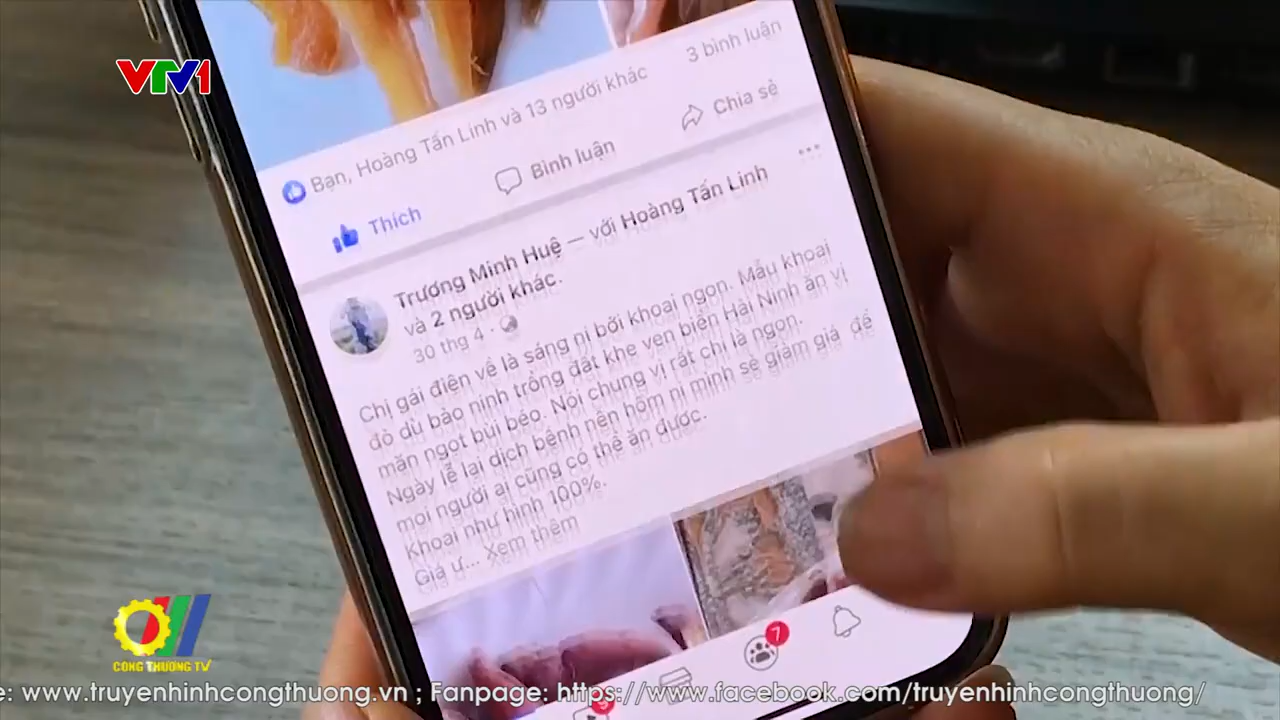 VTV1
3 bình luận
Bạn, Hoàng Tấn Linh và 13 người khác
Thích
Bình luận
Chia sẻ
Trương Minh Huệ — với Hoàng Tấn Linh
và 2 người khác.
30 thg 4 ·
Chị gái điện về là sáng nị bới khoai ngon. Mẫu khoai
đỏ dù bảo ninh trồng đất khe ven biển Hải Ninh ăn vị
mặn ngọt bùi béo. Nói chung vị rất chi là ngon.
Ngày lễ lại dịch bệnh nên hôm ni mình sẽ giảm giá để
mọi người ai cũng có thể ăn được.
Khoai như hình 100%.
Giá ư... Xem thêm
7
CÔNG THƯƠNG TV
e: www.truyenhinhcongthuong.vn ; Fanpage: https://www.facebook.com/truyenhinhcongthuong/